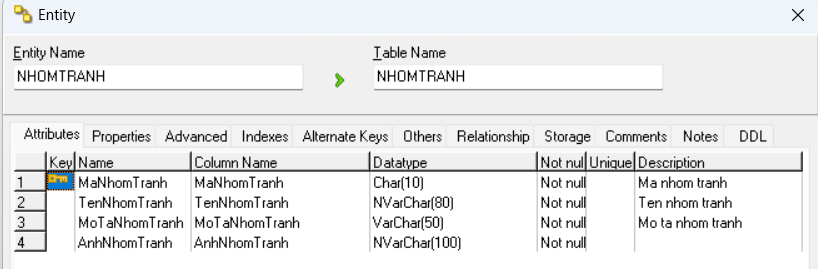 Entity
Entity Name Table Name
NHOMTRANH NHOMTRANH
Attributes Properties Advanced Indexes Alternate Keys Others Relationship Storage Comments Notes DDL
Key Name Column Name Datatype Not nul Unique Description
1 MaNhomTranh MaNhomTranh Char(10) Not null Ma nhom tranh
2 TenNhomTranh TenNhomTranh NVarChar(80) Not null Ten nhom tranh
3 MoTaNhomTranh MoTaNhomTranh VarChar(50) Not null Mo ta nhom tranh
4 AnhNhomTranh AnhNhomTranh NVarChar(100) Not null